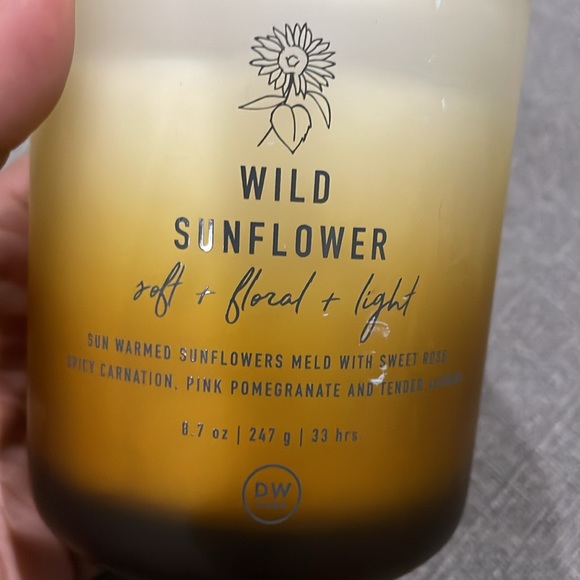 WILD
SUNFLOWER
soft + floral + light
SUN WARMED SUNFLOWERS MELD WITH SWEET ROSE,
SPICY CARNATION, PINK POMEGRANATE AND TENDER
8.7 oz | 247 g | 33 hrs
DW